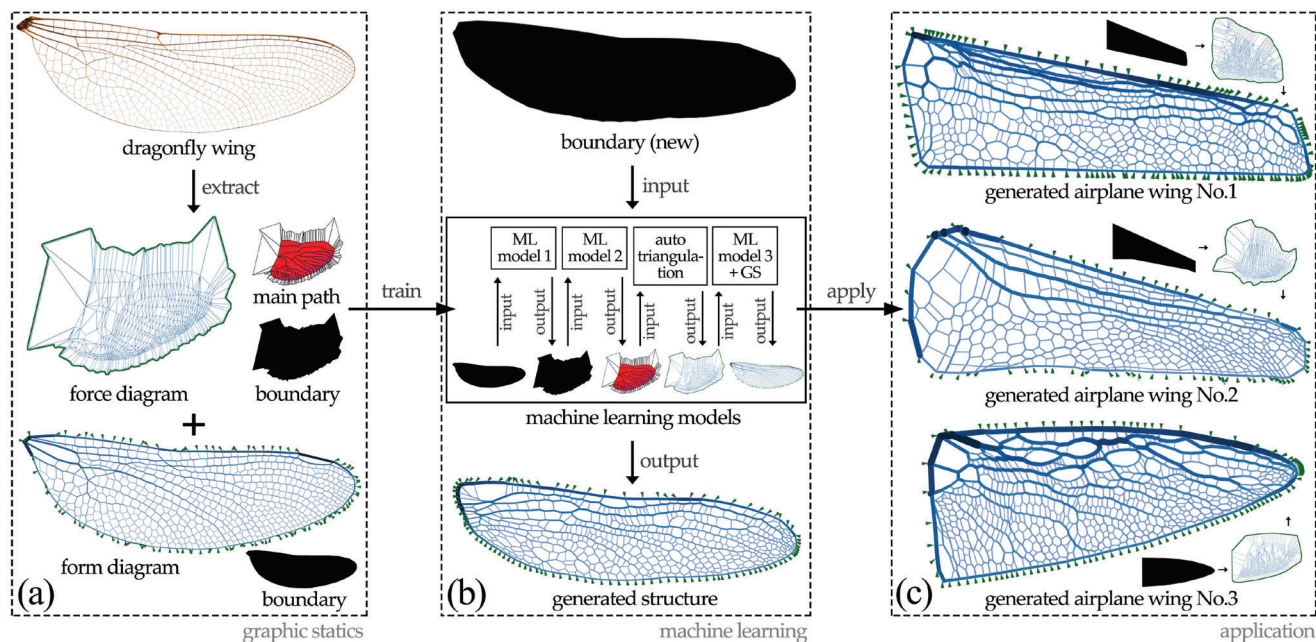 dragonfly wing
extract
force diagram
main path
boundary
+
form diagram
boundary
(a)
graphic statics
train
boundary (new)
input
ML
model 1
ML
model 2
auto
triangula-
tion
ML
model 3
+ GS
input
output
input
output
input
output
input
output
machine learning models
output
generated structure
(b)
machine learning
apply
generated airplane wing No.1
generated airplane wing No.2
generated airplane wing No.3
(c)
application